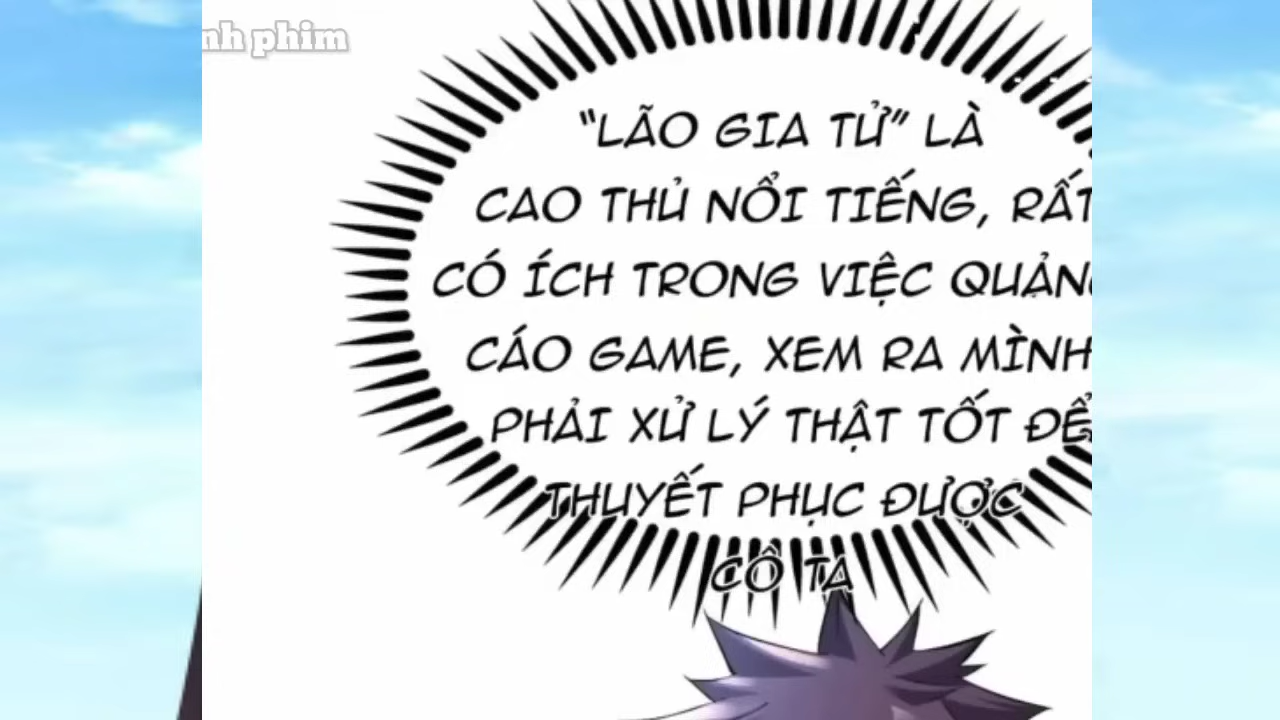 nh phim
“LÃO GIA TỬ” LÀ
CAO THỦ NỔI TIẾNG, RẤT
CÓ ÍCH TRONG VIỆC QUẢNG
CÁO GAME, XEM RA MÌNH
PHẢI XỬ LÝ THẬT TỐT ĐỂ
THUYẾT PHỤC ĐƯỢC
CÔ TA